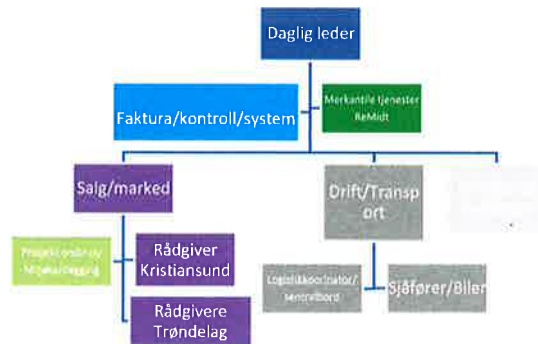 Daglig leder
Faktura/kontroll/system
Merkantile tjenester
ReMidt
Salg/marked
Drift/Transp
ort
Rådgiver
Kristiansund
Rådgivere
Trøndelag
sentralbord
Sjåfører/Biler